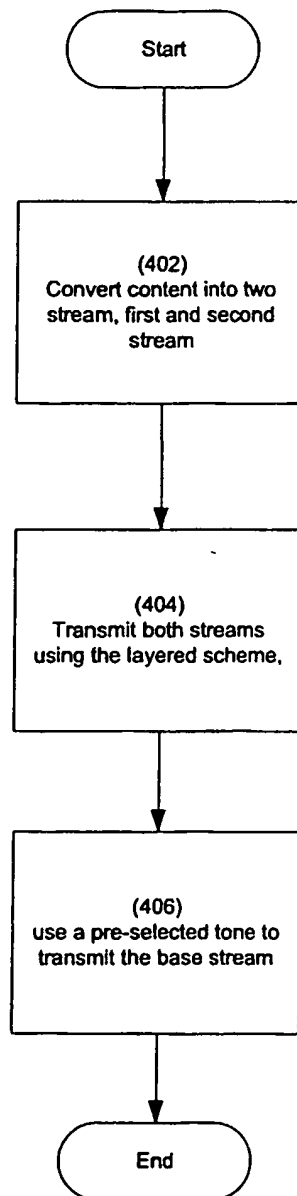 Start
(402)
Convert content into two
stream, first and second
stream
(404)
Transmit both streams
using the layered scheme,
(406)
use a pre-selected tone to
transmit the base stream
End